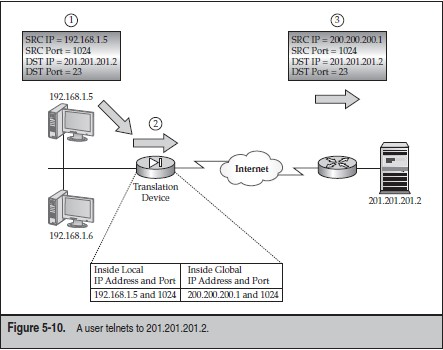 1
SRC IP = 192.168.1.5
SRC Port = 1024
DST IP = 201.201.201.2
DST Port = 23
3
SRC IP = 200.200.200.1
SRC Port = 1024
DST IP = 201.201.201.2
DST Port = 23
192.168.1.5
2
Translation
Device
Internet
201.201.201.2
192.168.1.6
Inside Local
IP Address and Port
Inside Global
IP Address and Port
192.168.1.5 and 1024
200.200.200.1 and 1024
Figure 5-10. A user telnets to 201.201.201.2.